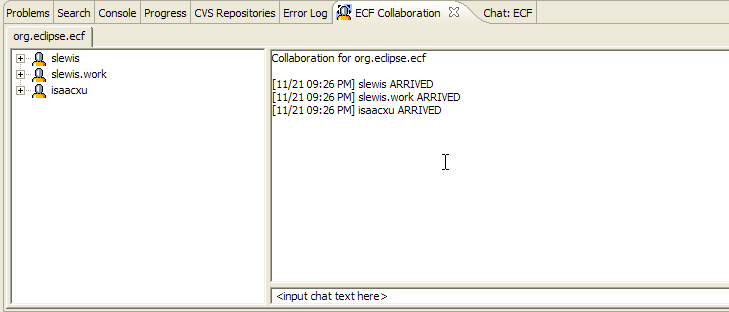 Problems Search Console Progress CVS Repositories Error Log ECF Collaboration Chat: ECF
org.eclipse.ecf
slewis
slewis.work
isaacxu
Collaboration for org.eclipse.ecf
[11/21 09:26 PM] slewis ARRIVED
[11/21 09:26 PM] slewis.work ARRIVED
[11/21 09:26 PM] isaacxu ARRIVED
<input chat text here>